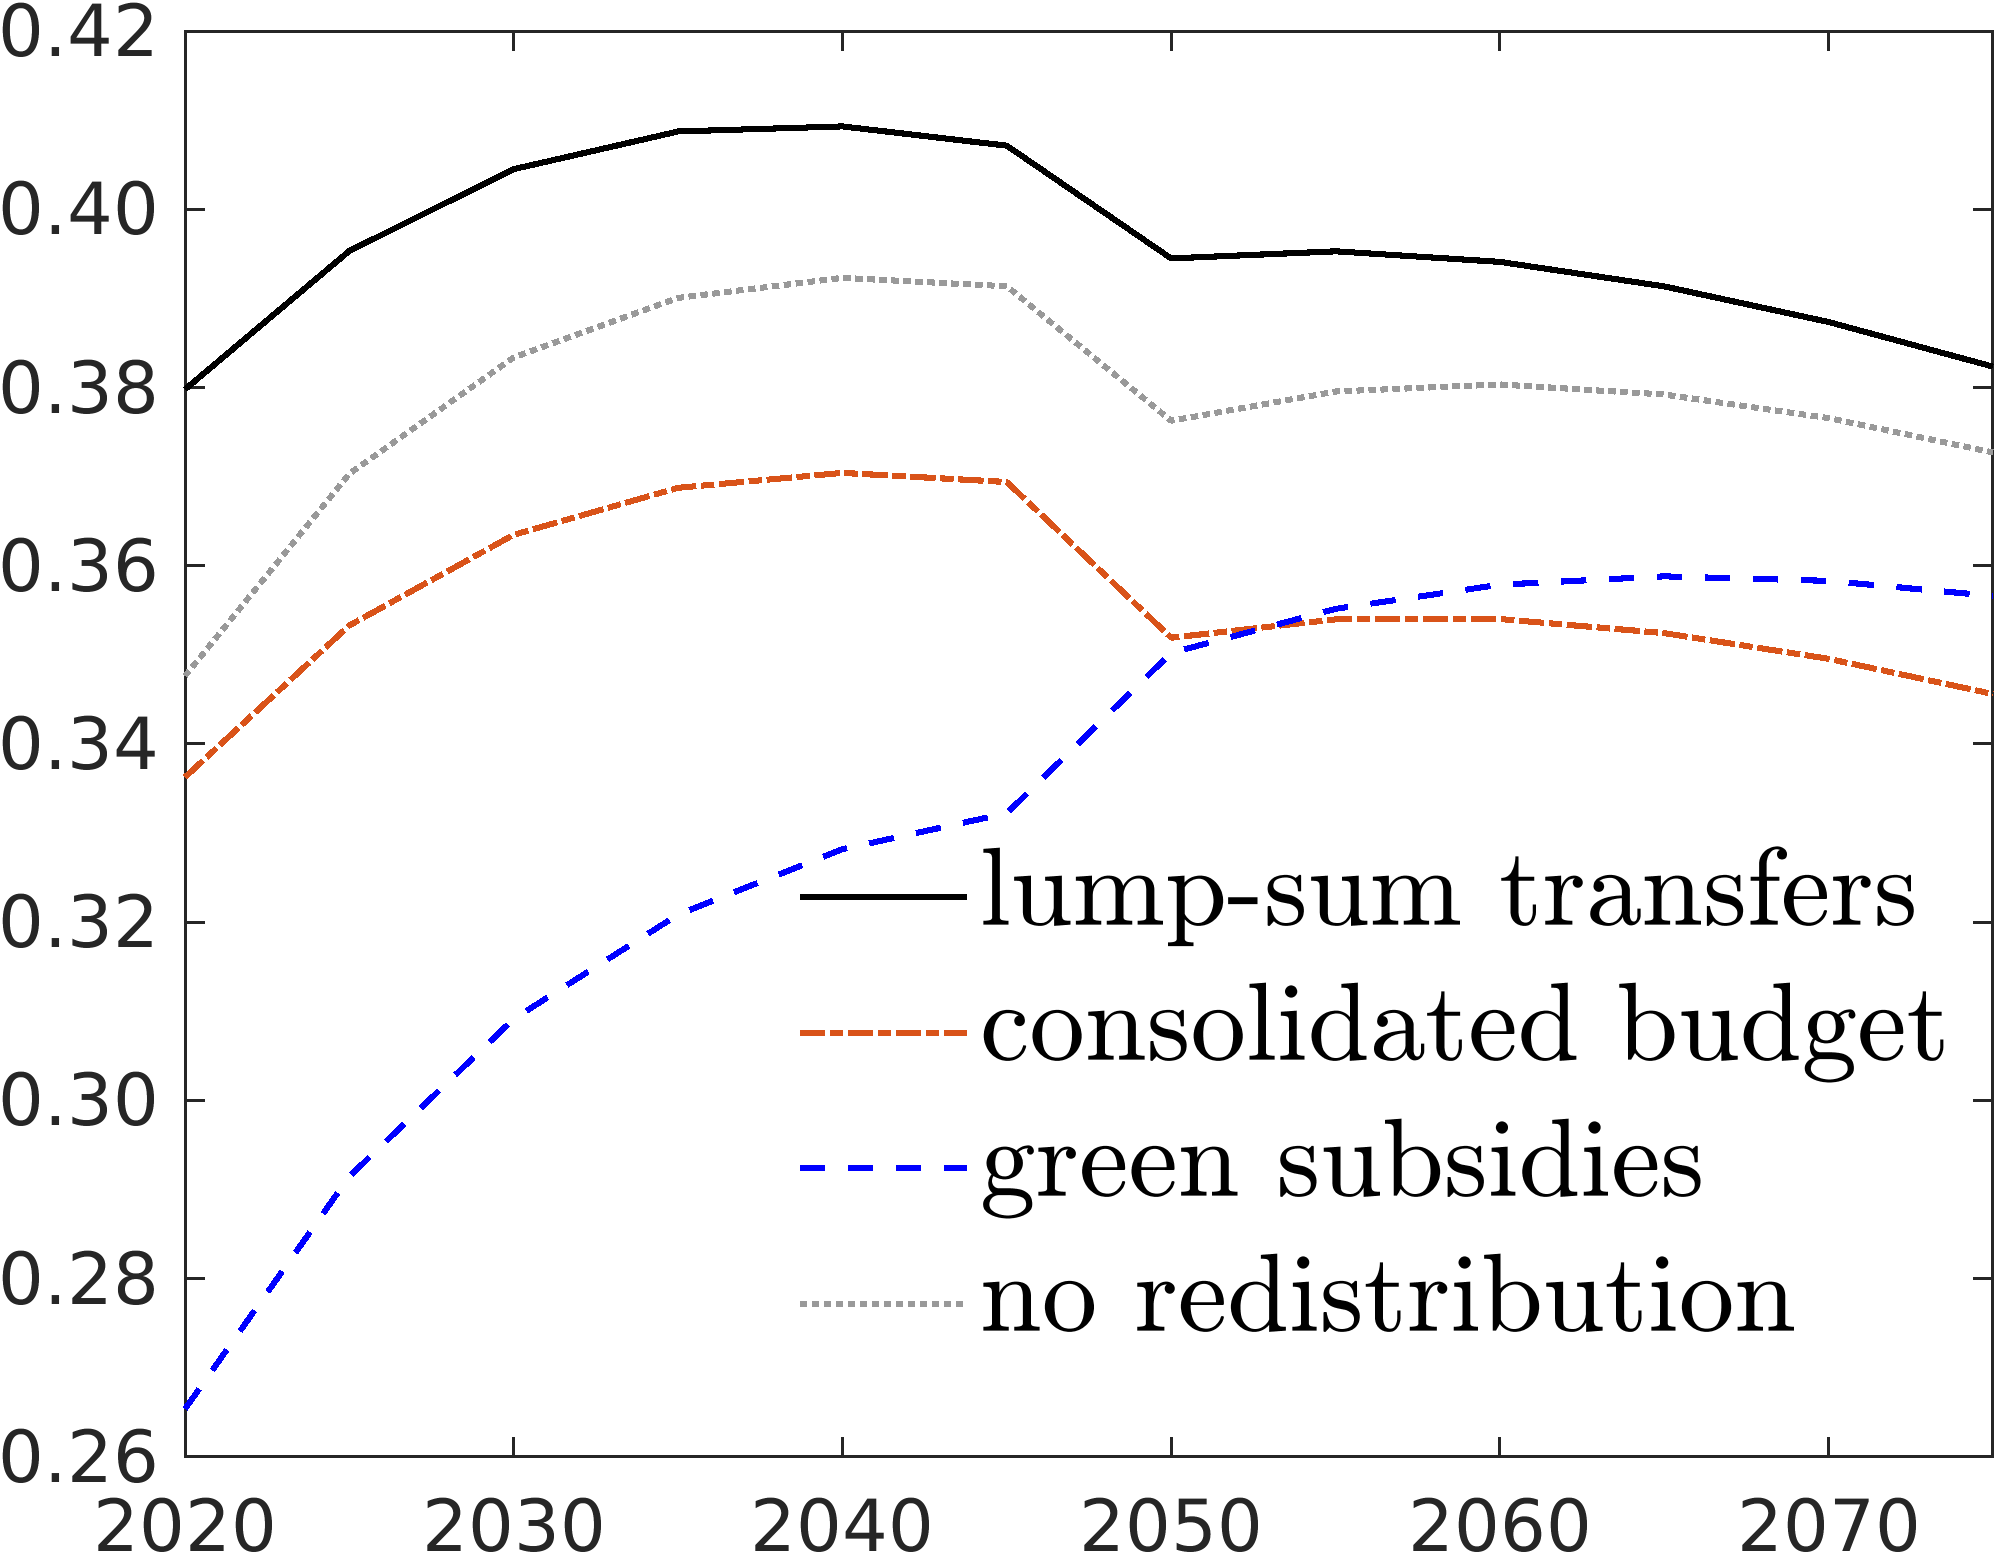 0.42
0.40
0.38
0.36
0.34
0.32
0.30
0.28
0.26
2020 2030 2040 2050 2060 2070
lump-sum transfers
consolidated budget
green subsidies
no redistribution